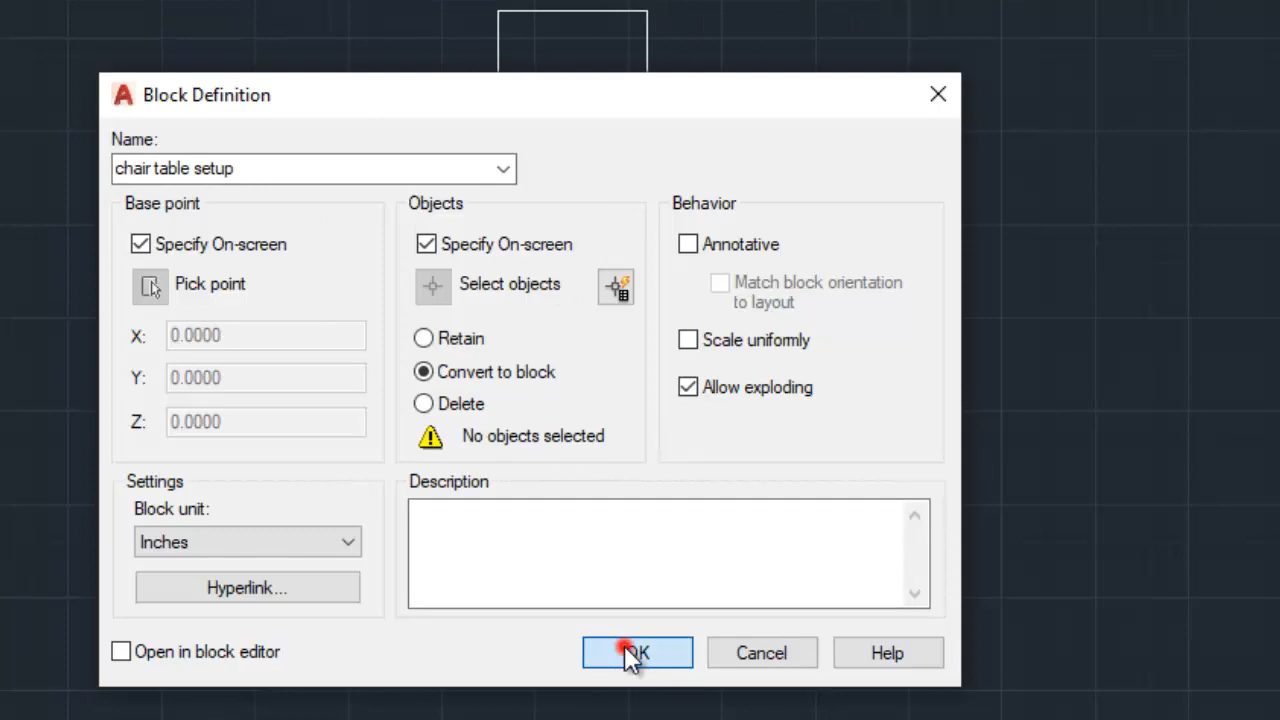 Block Definition
Name:
chair table setup
Base point
Specify On-screen
Pick point
X: 0.0000
Y: 0.0000
Z: 0.0000
Objects
Specify On-screen
Select objects
Retain
Convert to block
Delete
No objects selected
Behavior
Annotative
Match block orientation
to layout
Scale uniformly
Allow exploding
Settings
Block unit:
Inches
Hyperlink...
Description
Open in block editor
OK
Cancel
Help